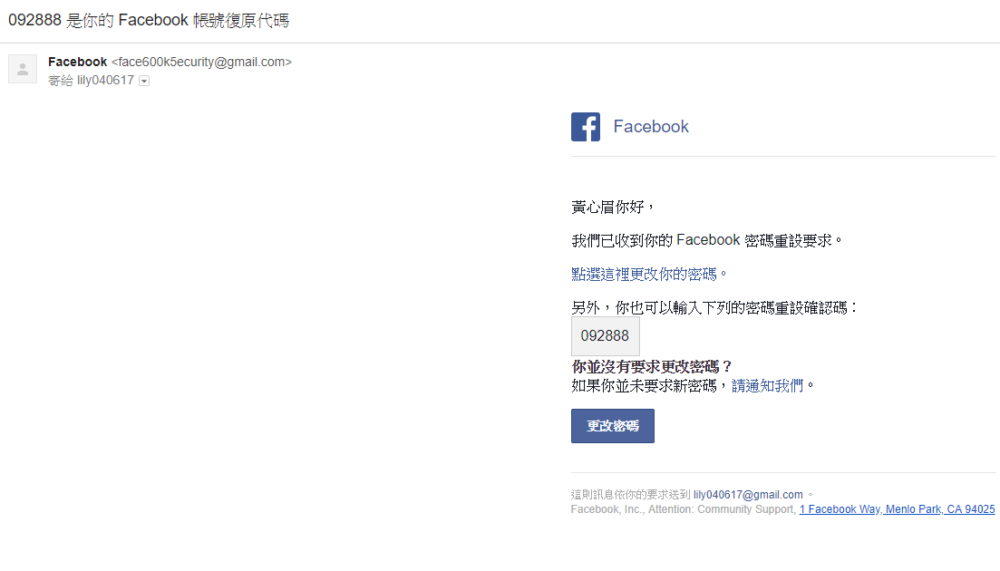 092888 是你的 Facebook 帳號復原代碼
Facebook <face600k5ecurity@gmail.com>
寄給 lily040617
Facebook
黃心眉你好，
我們已收到你的 Facebook 密碼重設要求。
點選這裡更改你的密碼。
另外，你也可以輸入下列的密碼重設確認碼：
092888
你並沒有要求更改密碼？
如果你並未要求新密碼，請通知我們。
更改密碼
這則訊息依你的要求送到 lily040617@gmail.com。
Facebook, Inc., Attention: Community Support, 1 Facebook Way, Menlo Park, CA 94025